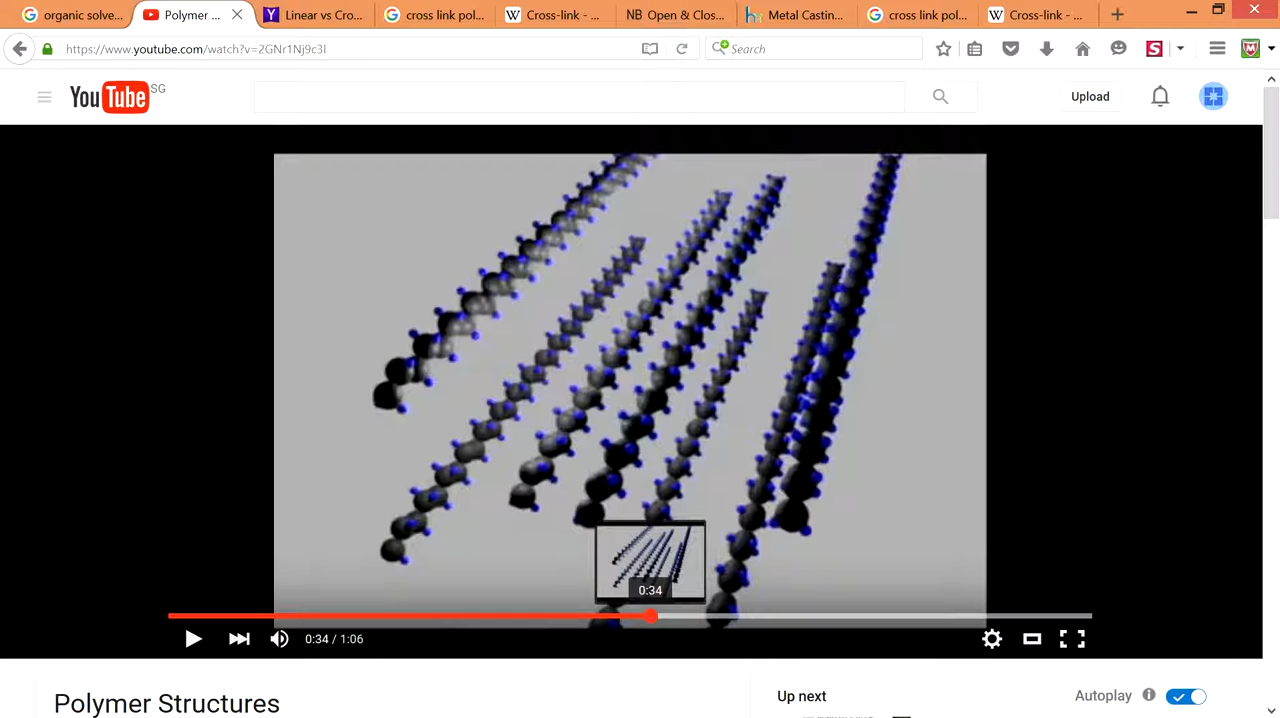 organic solve...
Polymer ...
Linear vs Cro...
cross link pol...
Cross-link - ...
NB Open & Clos...
Metal Castin...
cross link pol...
Cross-link - ...
https://www.youtube.com/watch?v=2GNr1Nj9c3I
Search
YouTube SG
Upload
0:34
0:34 / 1:06
Polymer Structures
Up next
Autoplay